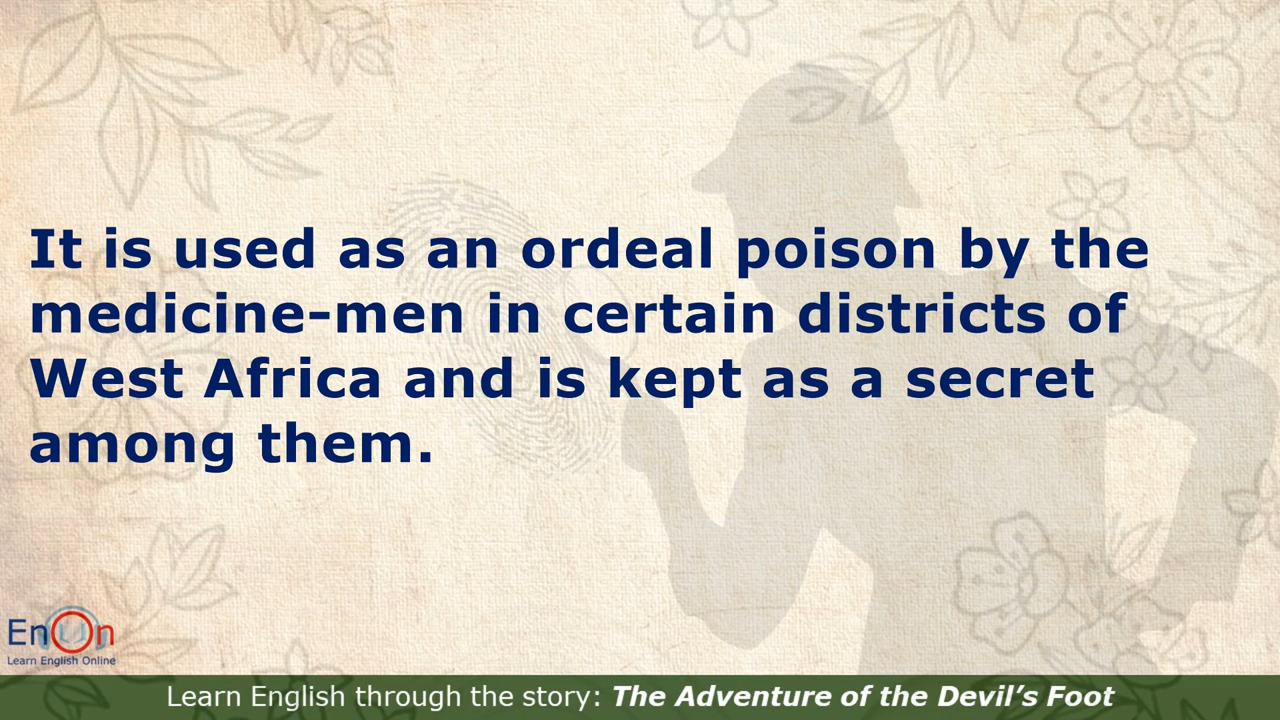 It is used as an ordeal poison by the
medicine-men in certain districts of
West Africa and is kept as a secret
among them.
EnOn
Learn English Online
Learn English through the story: The Adventure of the Devil’s Foot